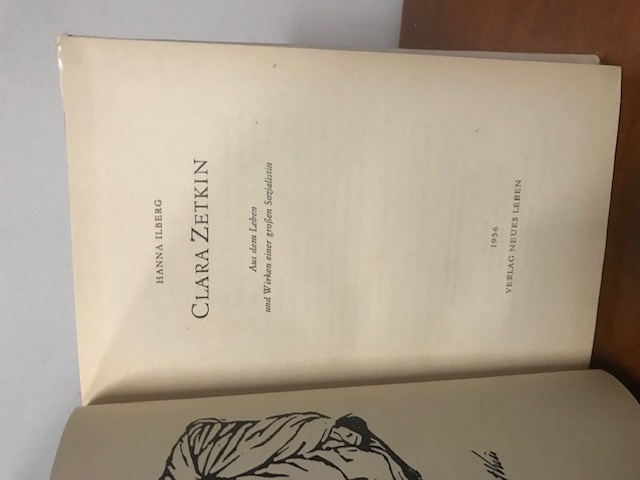 HANNA ILBERG
CLARA ZETKIN
Aus dem Leben
und Wirken einer großen Sozialistin
1956
VERLAG NEUES LEBEN